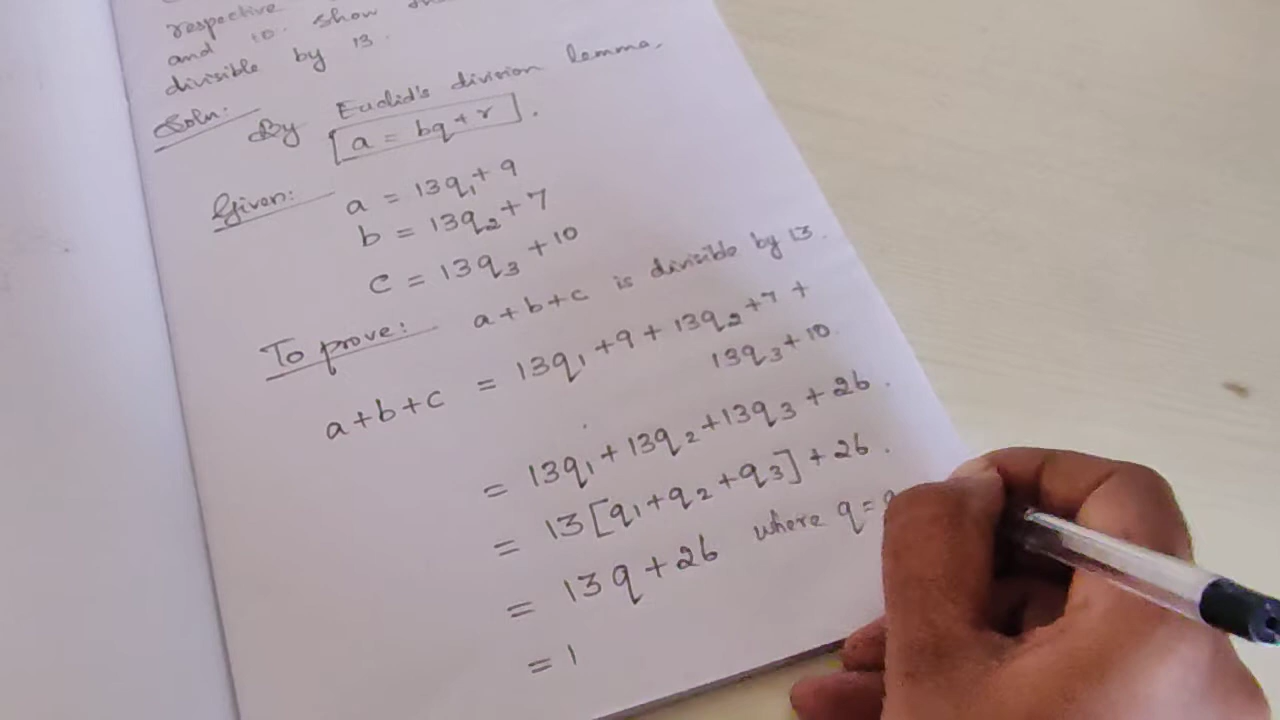 respective
and 10. show
divisible by 13.
Soln:
By Euclid's division lemma,
[a = bq + r].
Given: a = 13q₁ + 9
b = 13q₂ + 7
c = 13q₃ + 10
To prove: a + b + c is divisible by 13.
a + b + c = 13q₁ + 9 + 13q₂ + 7 +
13q₃ + 10.
= 13q₁ + 13q₂ + 13q₃ + 26.
= 13[q₁ + q₂ + q₃] + 26.
= 13q + 26 where q =
= 1